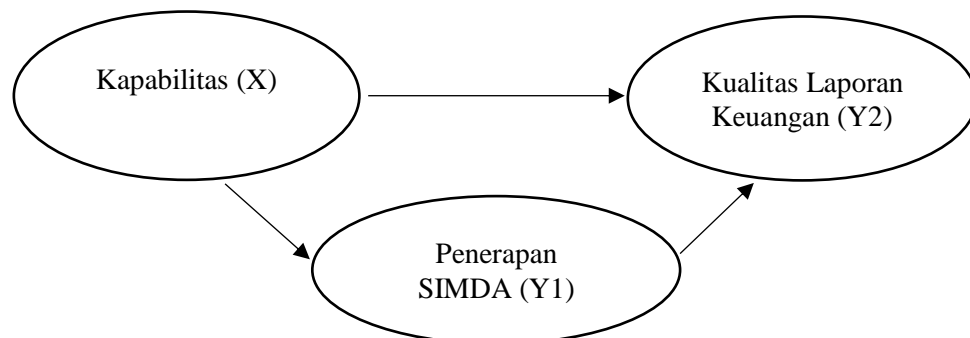 Kapabilitas (X)
Kualitas Laporan
Keuangan (Y2)
Penerapan
SIMDA (Y1)